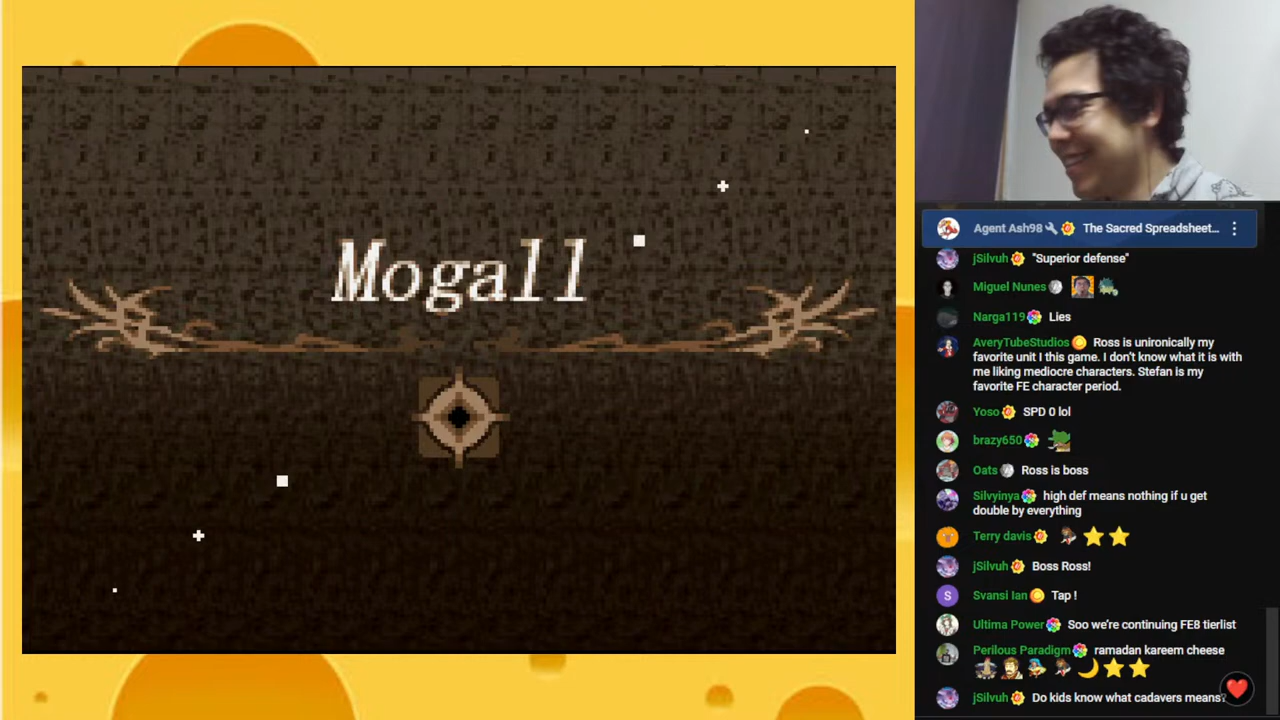 Mogall
Agent Ash98 The Sacred Spreadsheet...
jSilvuh "Superior defense"
Miguel Nunes
Narga119 Lies
AveryTubeStudios Ross is unironically my
favorite unit I this game. I don't know what it is with
me liking mediocre characters. Stefan is my
favorite FE character period.
Yoso SPD 0 lol
brazy650
Oats Ross is boss
Silvyinya high def means nothing if u get
double by everything
Terry davis
jSilvuh Boss Ross!
S Svansi Ian Tap !
Ultima Power Soo we're continuing FE8 tierlist
Perilous Paradigm ramadan kareem cheese
jSilvuh Do kids know what cadavers means?